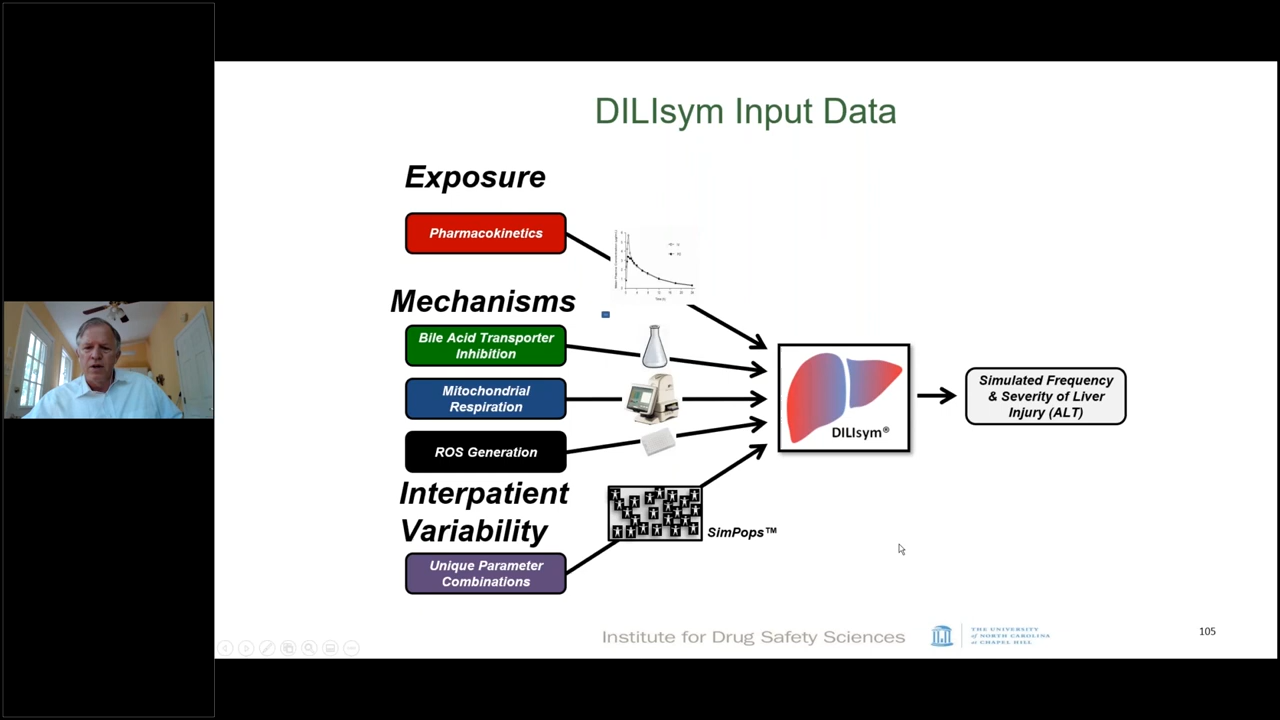 DILIsym Input Data
Exposure
Pharmacokinetics
Mechanisms
Bile Acid Transporter
Inhibition
Mitochondrial
Respiration
ROS Generation
Interpatient
Variability
Unique Parameter
Combinations
SimPops™
DILIsym®
Simulated Frequency
& Severity of Liver
Injury (ALT)
Institute for Drug Safety Sciences
THE UNIVERSITY
of NORTH CAROLINA
at CHAPEL HILL
105